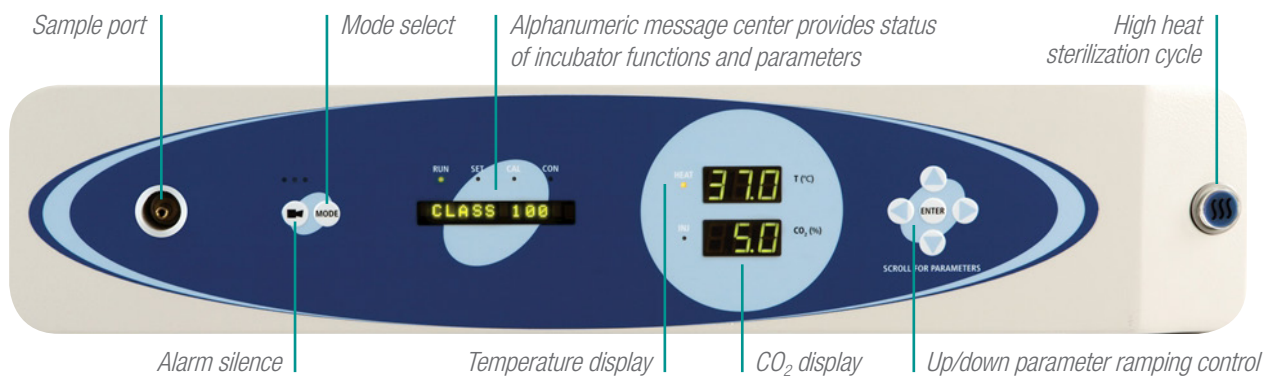 Sample port
Mode select
Alphanumeric message center provides status
of incubator functions and parameters
High heat
sterilization cycle
RUN SET CAL CON
HEAT 37.0 T (°C)
MODE
CLASS 100
ENTER
INJ 5.0 CO₂ (%)
SCROLL FOR PARAMETERS
Alarm silence
Temperature display
CO₂ display
Up/down parameter ramping control